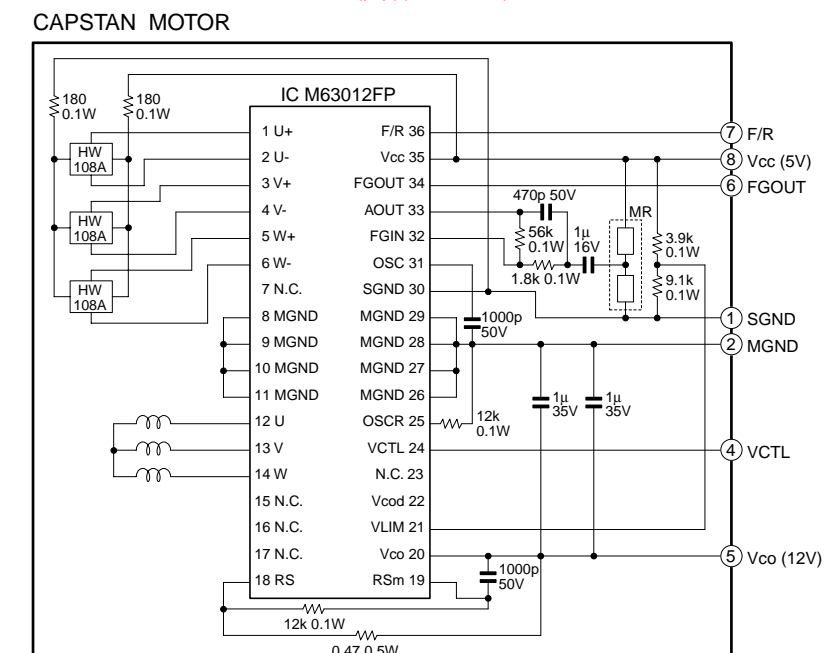 CAPSTAN MOTOR
180
0.1W
180
0.1W
IC M63012FP
HW
108A
HW
108A
HW
108A
1 U+
2 U-
3 V+
4 V-
5 W+
6 W-
7 N.C.
8 MGND
9 MGND
10 MGND
11 MGND
12 U
13 V
14 W
15 N.C.
16 N.C.
17 N.C.
18 RS
F/R 36
Vcc 35
FGOUT 34
AOUT 33
FGIN 32
OSC 31
SGND 30
MGND 29
MGND 28
MGND 27
MGND 26
OSCR 25
VCTL 24
N.C. 23
Vcod 22
VLIM 21
Vco 20
RSm 19
470p 50V
56k
0.1W
1µ
16V
1.8k 0.1W
MR
3.9k
0.1W
9.1k
0.1W
1000p
50V
1µ
35V
1µ
35V
12k
0.1W
1000p
50V
12k 0.1W
0.47 0.5W
7 F/R
8 Vcc (5V)
6 FGOUT
1 SGND
2 MGND
4 VCTL
5 Vco (12V)